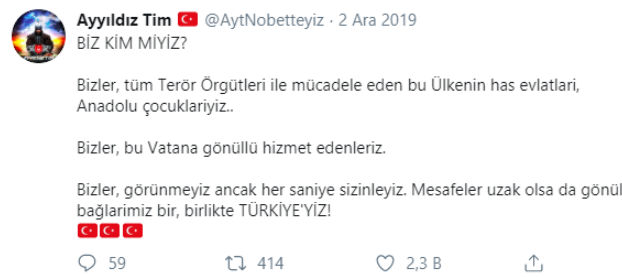 Ayyıldız Tim 🇹🇷 @AytNobetteyiz · 2 Ara 2019
BİZ KİM MİYİZ?
Bizler, tüm Terör Örgütleri ile mücadele eden bu Ülkenin has evlatlari,
Anadolu çocuklariyiz..
Bizler, bu Vatana gönüllü hizmet edenleriz.
Bizler, görünmeyiz ancak her saniye sizinleyiz. Mesafeler uzak olsa da gönül
bağlarimiz bir, birlikte TÜRKİYE'YİZ!
🇹🇷🇹🇷🇹🇷
59 414 2,3 B